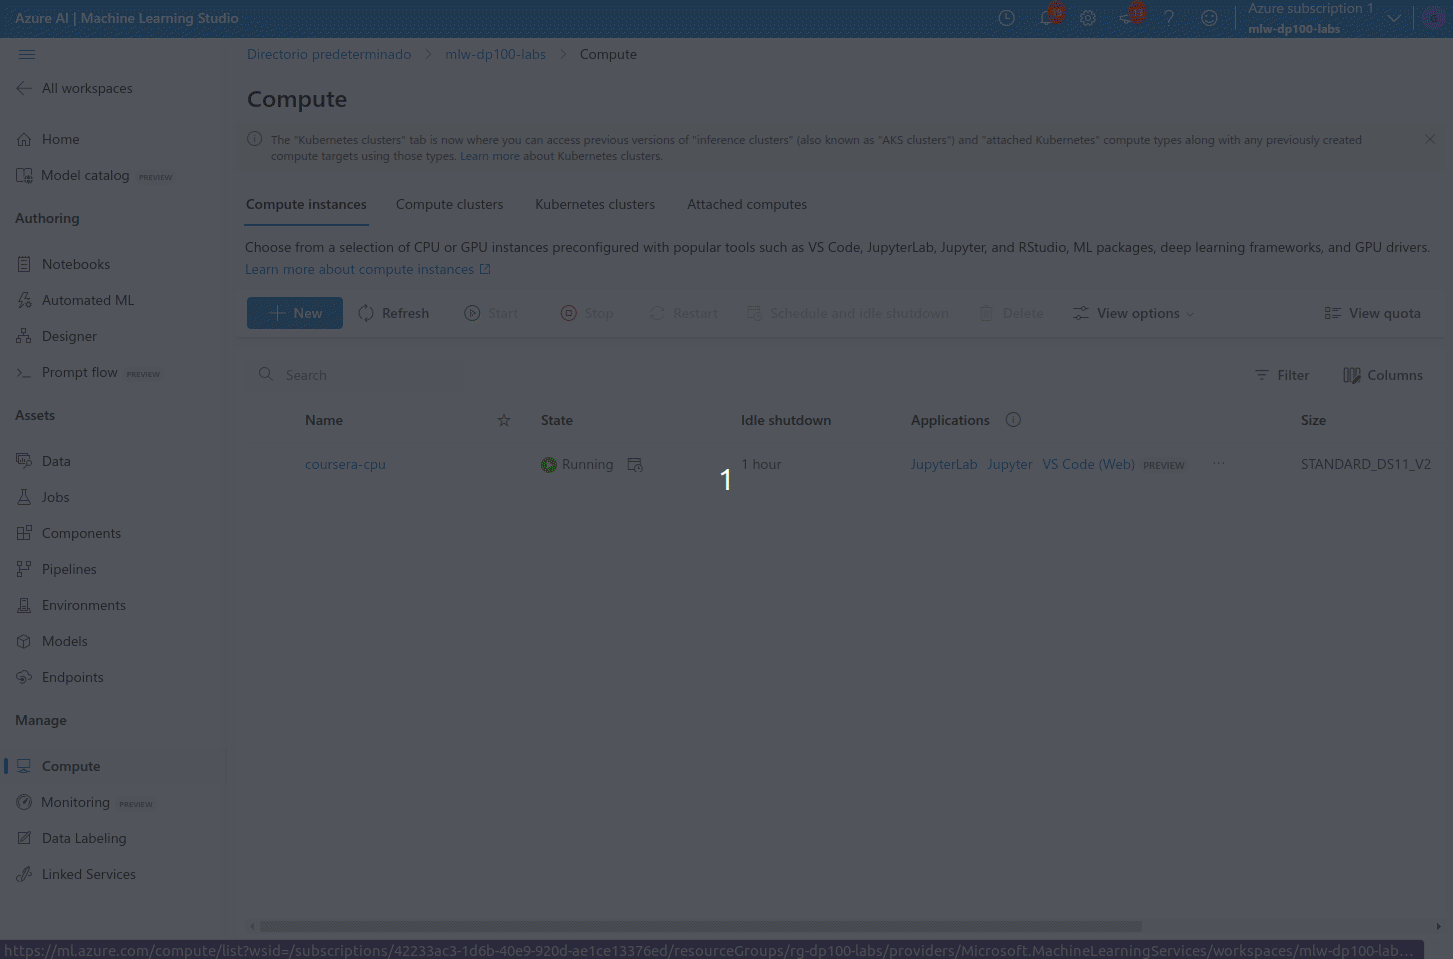 Azure AI | Machine Learning Studio
Azure subscription 1
mlw-dp100-labs
Directorio predeterminado > mlw-dp100-labs > Compute
All workspaces
Home
Model catalog PREVIEW
Authoring
Notebooks
Automated ML
Designer
Prompt flow PREVIEW
Assets
Data
Jobs
Components
Pipelines
Environments
Models
Endpoints
Manage
Compute
Monitoring PREVIEW
Data Labeling
Linked Services
Compute
The "Kubernetes clusters" tab is now where you can access previous versions of "inference clusters" (also known as "AKS clusters") and "attached Kubernetes" compute types along with any previously created
compute targets using those types. Learn more about Kubernetes clusters.
Compute instances Compute clusters Kubernetes clusters Attached computes
Choose from a selection of CPU or GPU instances preconfigured with popular tools such as VS Code, JupyterLab, Jupyter, and RStudio, ML packages, deep learning frameworks, and GPU drivers.
Learn more about compute instances
New Refresh Start Stop Restart Schedule and Idle shutdown Delete View options View quota
Search Filter Columns
Name State Idle shutdown Applications Size
coursera-cpu Running 1 hour JupyterLab Jupyter VS Code (Web) PREVIEW ... STANDARD_DS11_V2
1
https://ml.azure.com/compute/list?wsid=/subscriptions/42233ac3-1d6b-40e9-920d-ae1ce13376ed/resourceGroups/rg-dp100-labs/providers/Microsoft.MachineLearningServices/workspaces/mlw-dp100-lab...